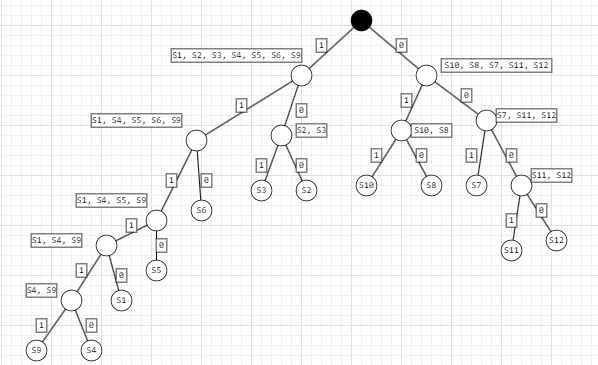 1
0
S1, S2, S3, S4, S5, S6, S9
S10, S8, S7, S11, S12
1
0
1
0
S1, S4, S5, S6, S9
S2, S3
S10, S8
S7, S11, S12
1
0
1
0
1
0
1
0
S11, S12
S3
S2
S10
S8
S7
S1, S4, S5, S9
S6
1
0
1
0
S1, S4, S9
S11
S12
1
0
S5
S4, S9
S1
1
0
S9
S4